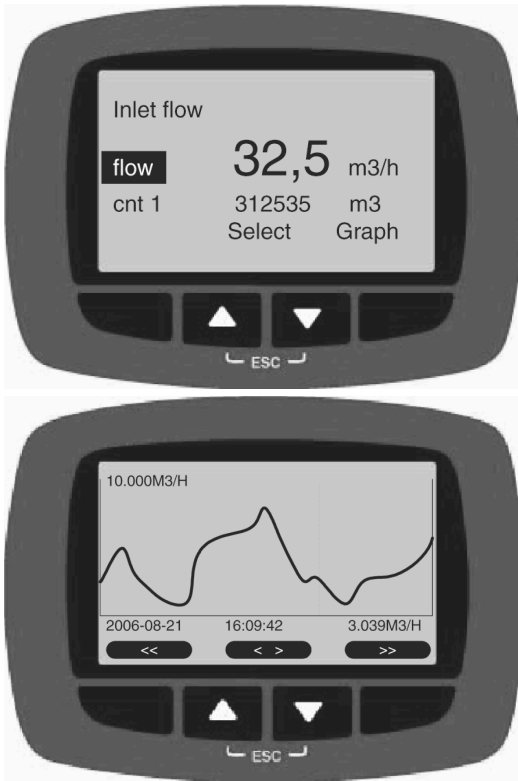 Inlet flow
flow 32,5 m3/h
cnt 1 312535 m3
Select Graph
ESC
10.000M3/H
2006-08-21 16:09:42 3.039M3/H
<< < > >>
ESC